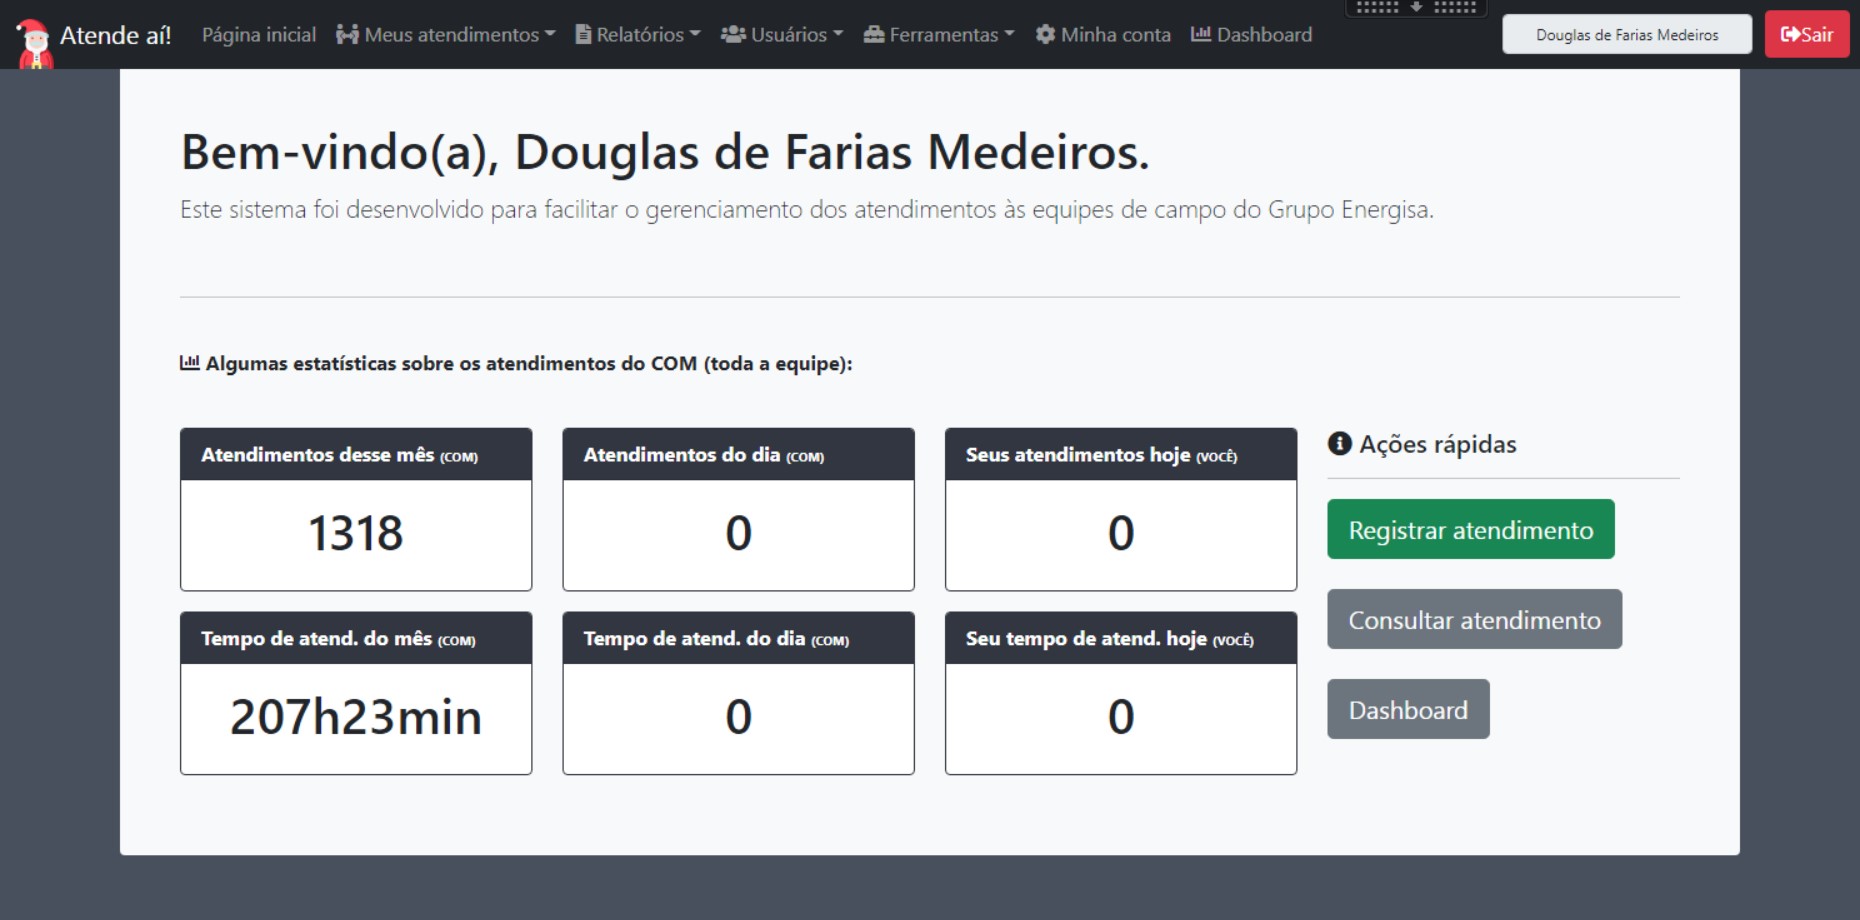 Atende aí! Página inicial Meus atendimentos Relatórios Usuários Ferramentas Minha conta Dashboard Douglas de Farias Medeiros Sair
Bem-vindo(a), Douglas de Farias Medeiros.
Este sistema foi desenvolvido para facilitar o gerenciamento dos atendimentos às equipes de campo do Grupo Energisa.
Algumas estatísticas sobre os atendimentos do COM (toda a equipe):
Atendimentos desse mês (COM)
1318
Atendimentos do dia (COM)
0
Seus atendimentos hoje (VOCÊ)
0
Tempo de atend. do mês (COM)
207h23min
Tempo de atend. do dia (COM)
0
Seu tempo de atend. hoje (VOCÊ)
0
Ações rápidas
Registrar atendimento
Consultar atendimento
Dashboard